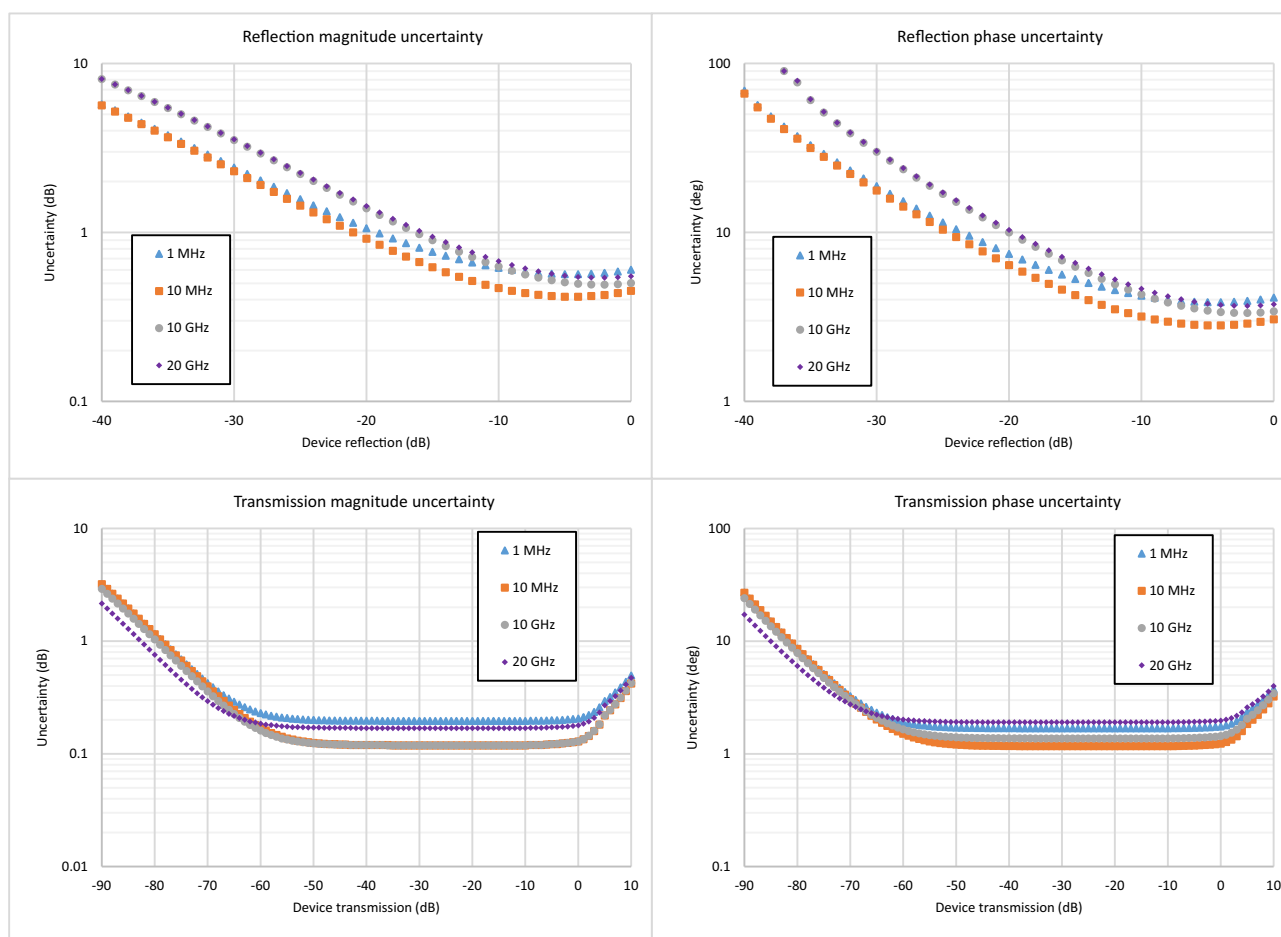 Reflection magnitude uncertainty
10
1
0.1
Uncertainty (dB)
1 MHz
10 MHz
10 GHz
20 GHz
-40
-30
-20
-10
0
Device reflection (dB)
Reflection phase uncertainty
100
10
1
Uncertainty (deg)
1 MHz
10 MHz
10 GHz
20 GHz
-40
-30
-20
-10
0
Device reflection (dB)
Transmission magnitude uncertainty
10
1
0.1
0.01
Uncertainty (dB)
1 MHz
10 MHz
10 GHz
20 GHz
-90
-80
-70
-60
-50
-40
-30
-20
-10
0
10
Device transmission (dB)
Transmission phase uncertainty
100
10
1
0.1
Uncertainty (deg)
1 MHz
10 MHz
10 GHz
20 GHz
-90
-80
-70
-60
-50
-40
-30
-20
-10
0
10
Device transmission (dB)